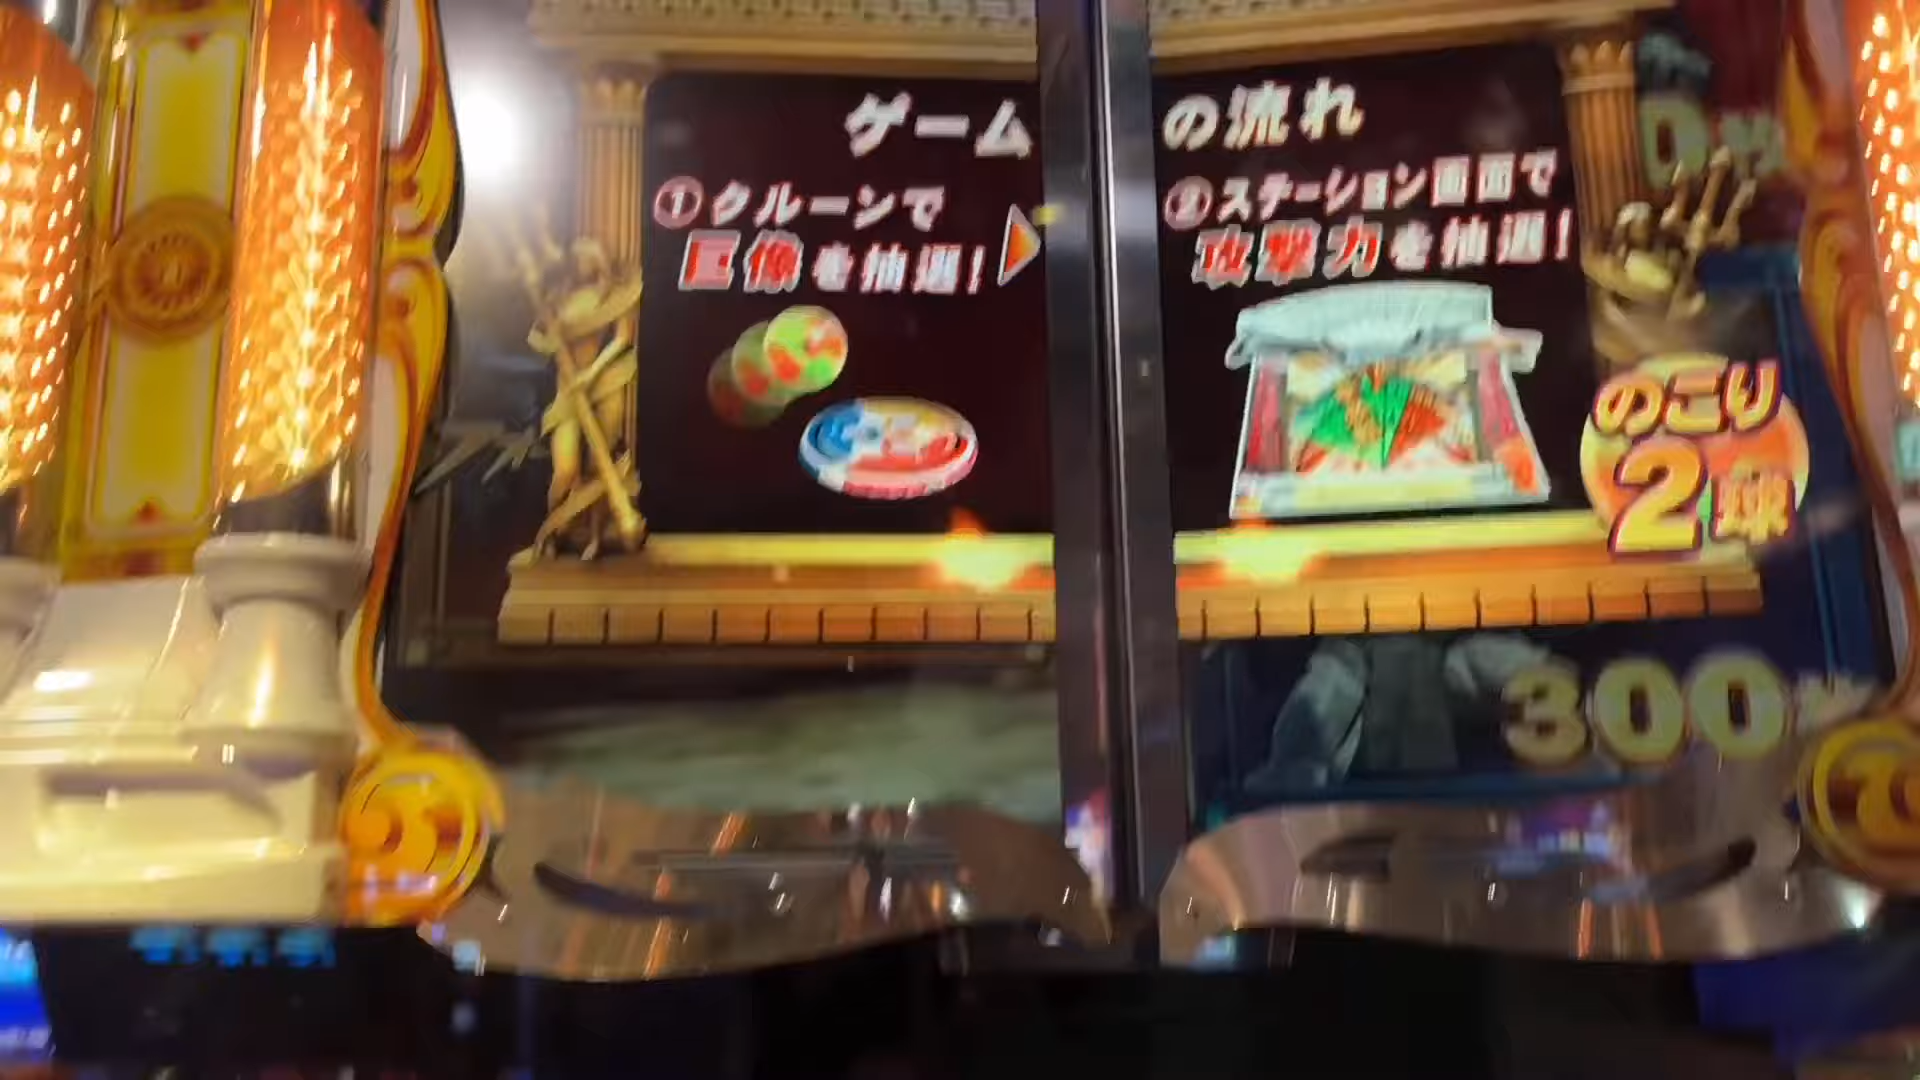 ゲームの流れ
①クルーンで
巨像を抽選!
②ステーション画面で
攻撃力を抽選!
のこり
2球
300